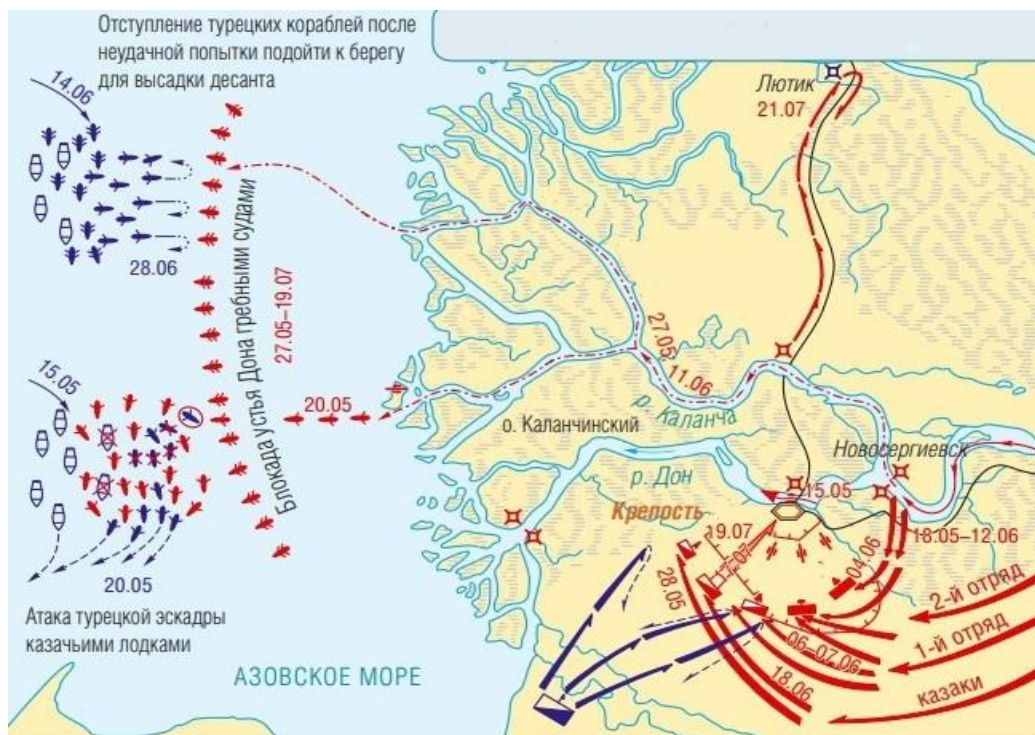 Отступление турецких кораблей после
неудачной попытки подойти к берегу
для высадки десанта
14.06
28.06
Блокада устья Дона гребными судами
27.05–19.07
15.05
20.05
20.05
Атака турецкой эскадры
казачьими лодками
АЗОВСКОЕ МОРЕ
Лютик
21.07
27.05
11.06
р. Каланча
о. Каланчинский
Новосергиевск
р. Дон
Крепость
15.05
18.05–12.06
19.07
17.07
04.06
28.05
06–07.06
18.06
2-й отряд
1-й отряд
казаки